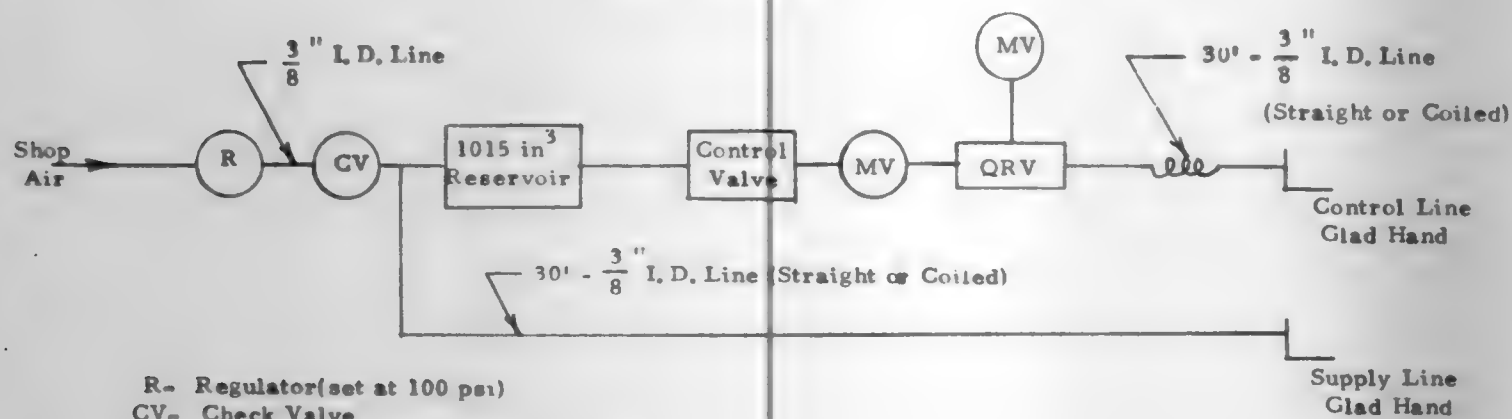 3/8" I. D. Line
MV
30' - 3/8" I. D. Line
(Straight or Coiled)
Shop
Air
R
CV
1015 in³
Reservoir
Control
Valve
MV
QRV
Control Line
Glad Hand
30' - 3/8" I. D. Line (Straight or Coiled)
R= Regulator(set at 100 psi)
CV= Check Valve
Supply Line
Glad Hand